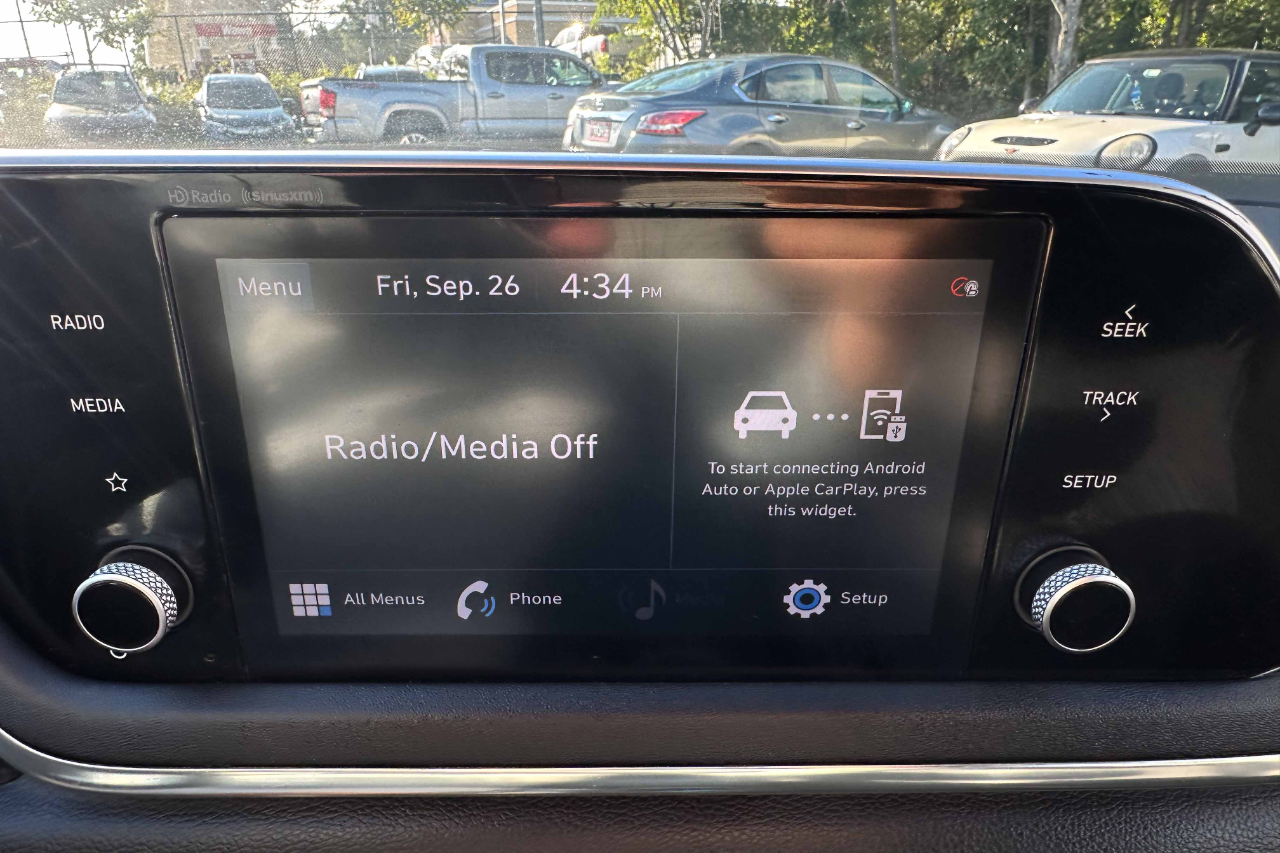 HD Radio ((SiriusXM))
Menu Fri, Sep. 26 4:34 PM
RADIO
MEDIA
SEEK
TRACK
SETUP
Radio/Media Off
To start connecting Android
Auto or Apple CarPlay, press
this widget.
All Menus Phone Media Setup